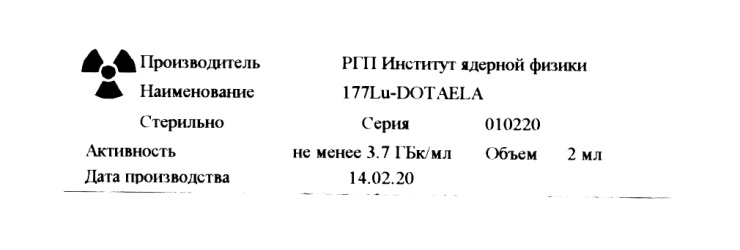 Производитель РГП Институт ядерной физики
Наименование 177Lu-DOTAELA
Стерильно Серия 010220
Активность не менее 3.7 ГБк/мл Объем 2 мл
Дата производства 14.02.20